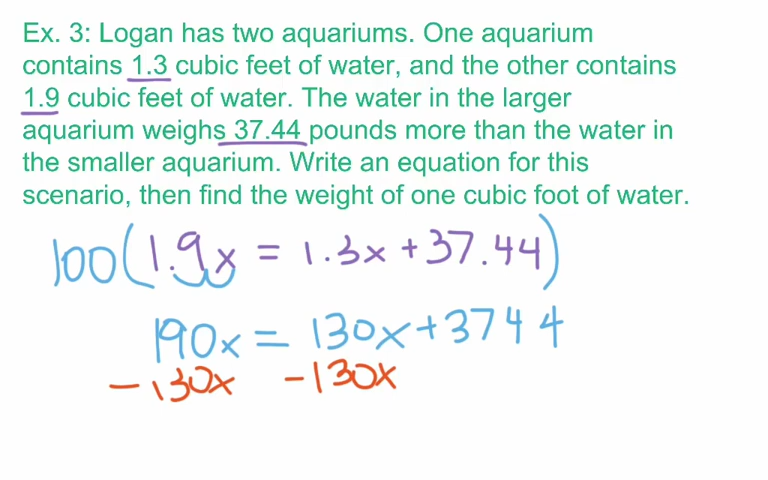 Ex. 3: Logan has two aquariums. One aquarium
contains 1.3 cubic feet of water, and the other contains
1.9 cubic feet of water. The water in the larger
aquarium weighs 37.44 pounds more than the water in
the smaller aquarium. Write an equation for this
scenario, then find the weight of one cubic foot of water.
100(1.9x = 1.3x + 37.44)
190x = 130x + 3744
-130x -130x